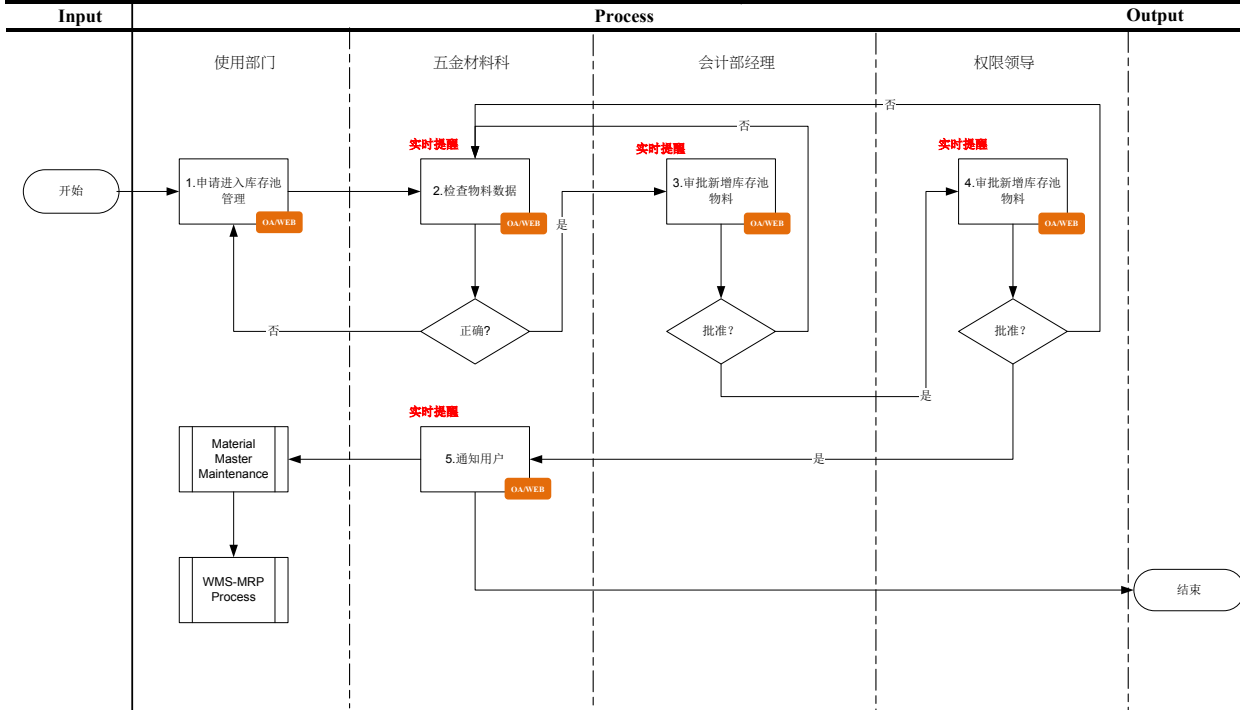 Input
Process
Output
使用部门
五金材料科
会计部经理
权限领导
否
否
实时提醒
实时提醒
实时提醒
开始
1.申请进入库存池
管理
OA/WEB
2.检查物料数据
OA/WEB
是
3.审批新增库存池
物料
OA/WEB
4.审批新增库存池
物料
OA/WEB
否
正确?
批准？
批准？
是
实时提醒
Material
Master
Maintenance
5.通知用户
OA/WEB
是
WMS-MRP
Process
结束